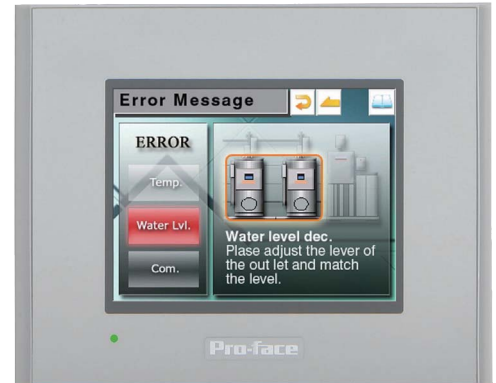 Error Message
ERROR
Temp.
Water Lvl.
Com.
Water level dec.
Plase adjust the lever of
the out let and match
the level.
Pro-face